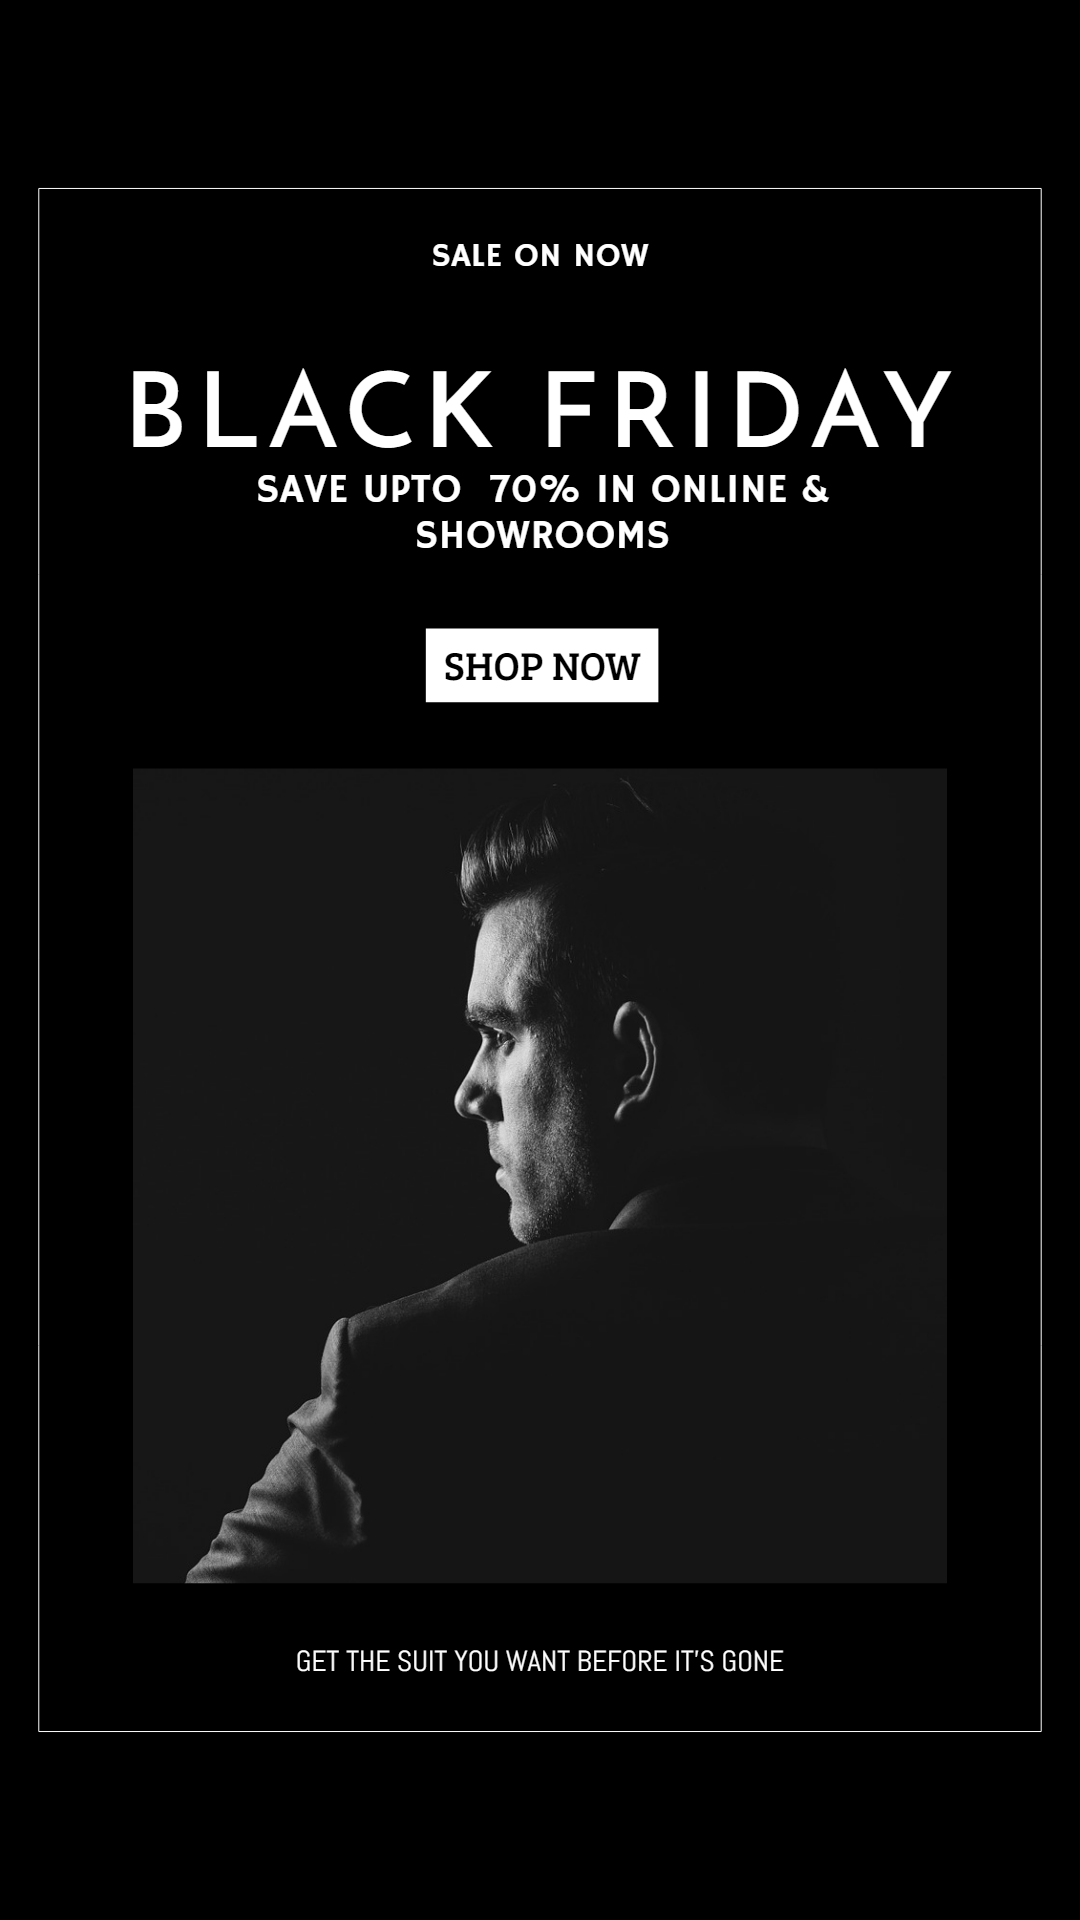 SALE ON NOW
BLACK FRIDAY
SAVE UPTO  70% IN ONLINE &
SHOWROOMS
SHOP NOW
GET THE SUIT YOU WANT BEFORE IT'S GONE